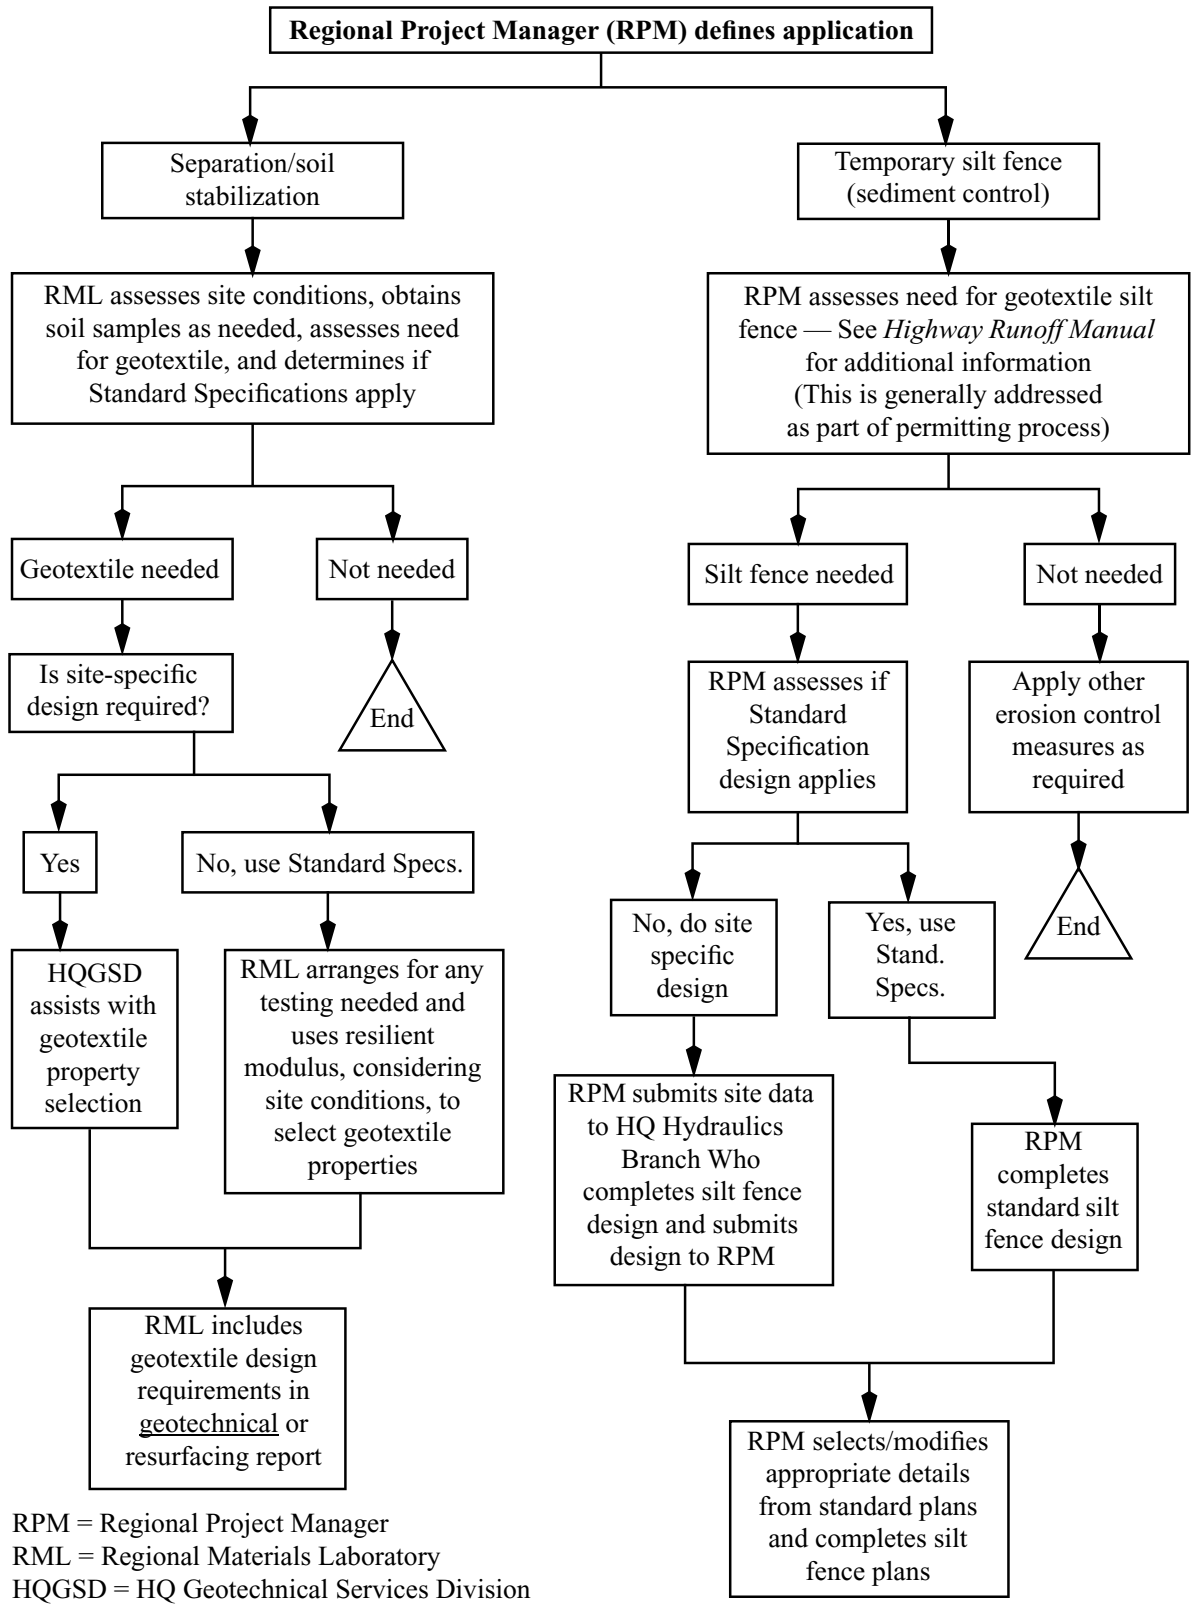 Regional Project Manager (RPM) defines application
Separation/soil
stabilization
RML assesses site conditions, obtains
soil samples as needed, assesses need
for geotextile, and determines if
Standard Specifications apply
Geotextile needed
Not needed
Is site-specific
design required?
End
Yes
No, use Standard Specs.
HQGSD
assists with
geotextile
property
selection
RML arranges for any
testing needed and
uses resilient
modulus, considering
site conditions, to
select geotextile
properties
RML includes
geotextile design
requirements in
geotechnical or
resurfacing report
Temporary silt fence
(sediment control)
RPM assesses need for geotextile silt
fence — See Highway Runoff Manual
for additional information
(This is generally addressed
as part of permitting process)
Silt fence needed
Not needed
RPM assesses if
Standard
Specification
design applies
Apply other
erosion control
measures as
required
End
No, do site
specific
design
Yes, use
Stand.
Specs.
RPM submits site data
to HQ Hydraulics
Branch Who
completes silt fence
design and submits
design to RPM
RPM
completes
standard silt
fence design
RPM selects/modifies
appropriate details
from standard plans
and completes silt
fence plans
RPM = Regional Project Manager
RML = Regional Materials Laboratory
HQGSD = HQ Geotechnical Services Division